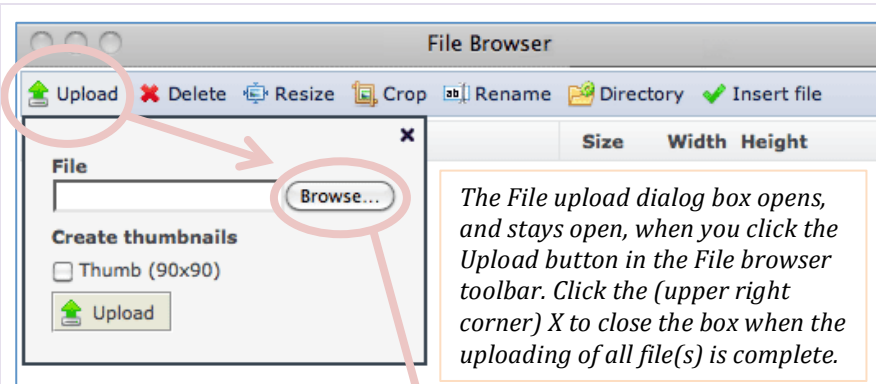 File Browser
Upload Delete Resize Crop Rename Directory Insert file
Size Width Height
File
Browse...
Create thumbnails
Thumb (90x90)
Upload
The File upload dialog box opens,
and stays open, when you click the
Upload button in the File browser
toolbar. Click the (upper right
corner) X to close the box when the
uploading of all file(s) is complete.